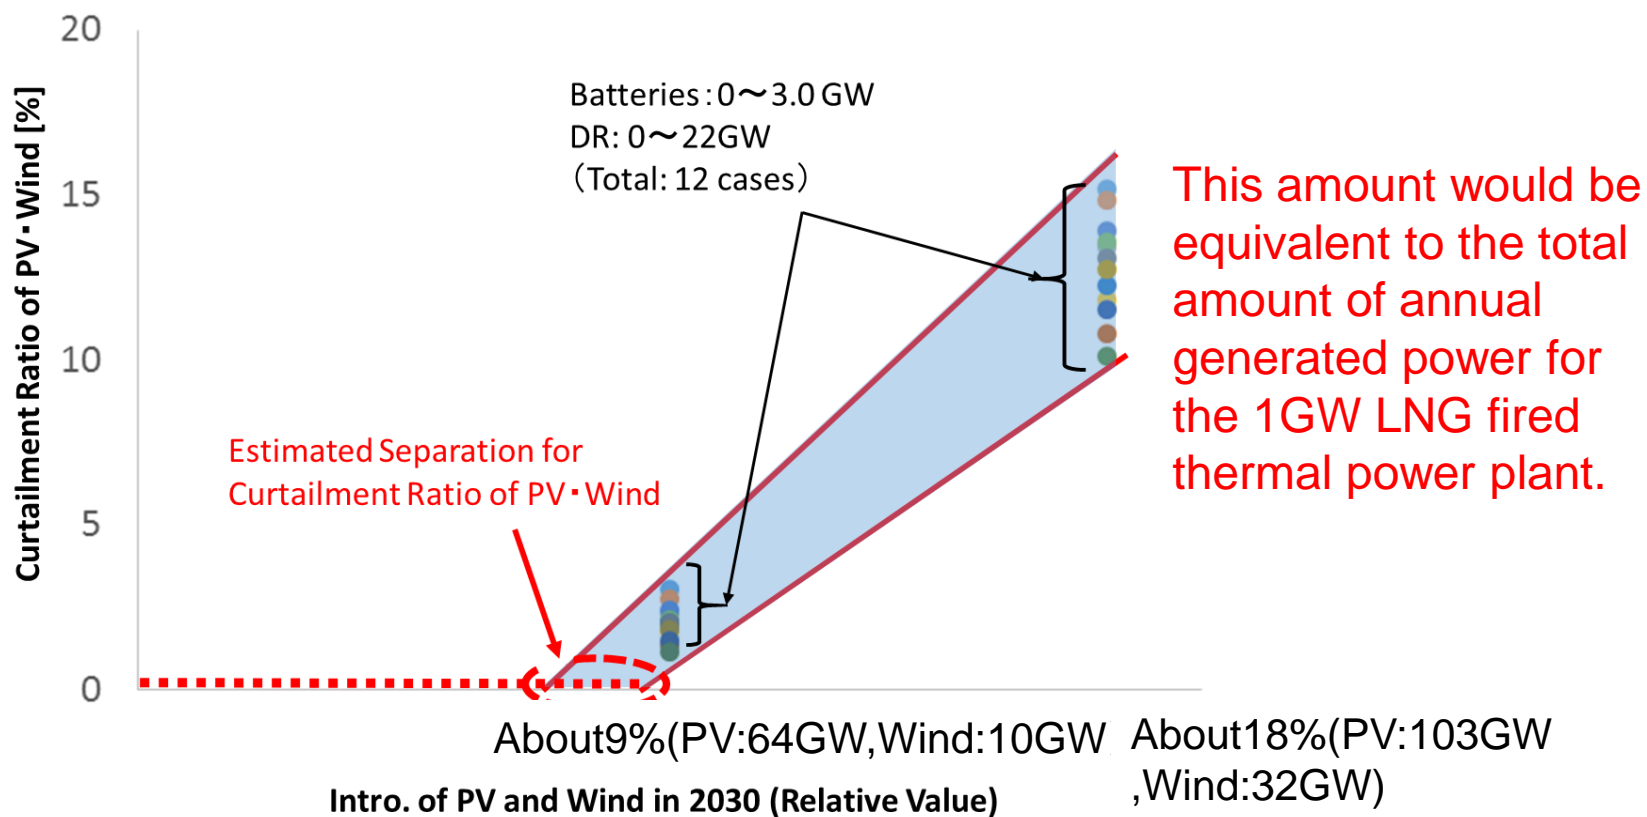 20
15
10
5
0
Curtailment Ratio of PV・Wind [%]
Batteries：0～3.0 GW
DR: 0～22GW
（Total: 12 cases）
Estimated Separation for
Curtailment Ratio of PV・Wind
This amount would be
equivalent to the total
amount of annual
generated power for
the 1GW LNG fired
thermal power plant.
About9%(PV:64GW,Wind:10GW
About18%(PV:103GW
,Wind:32GW)
Intro. of PV and Wind in 2030 (Relative Value)